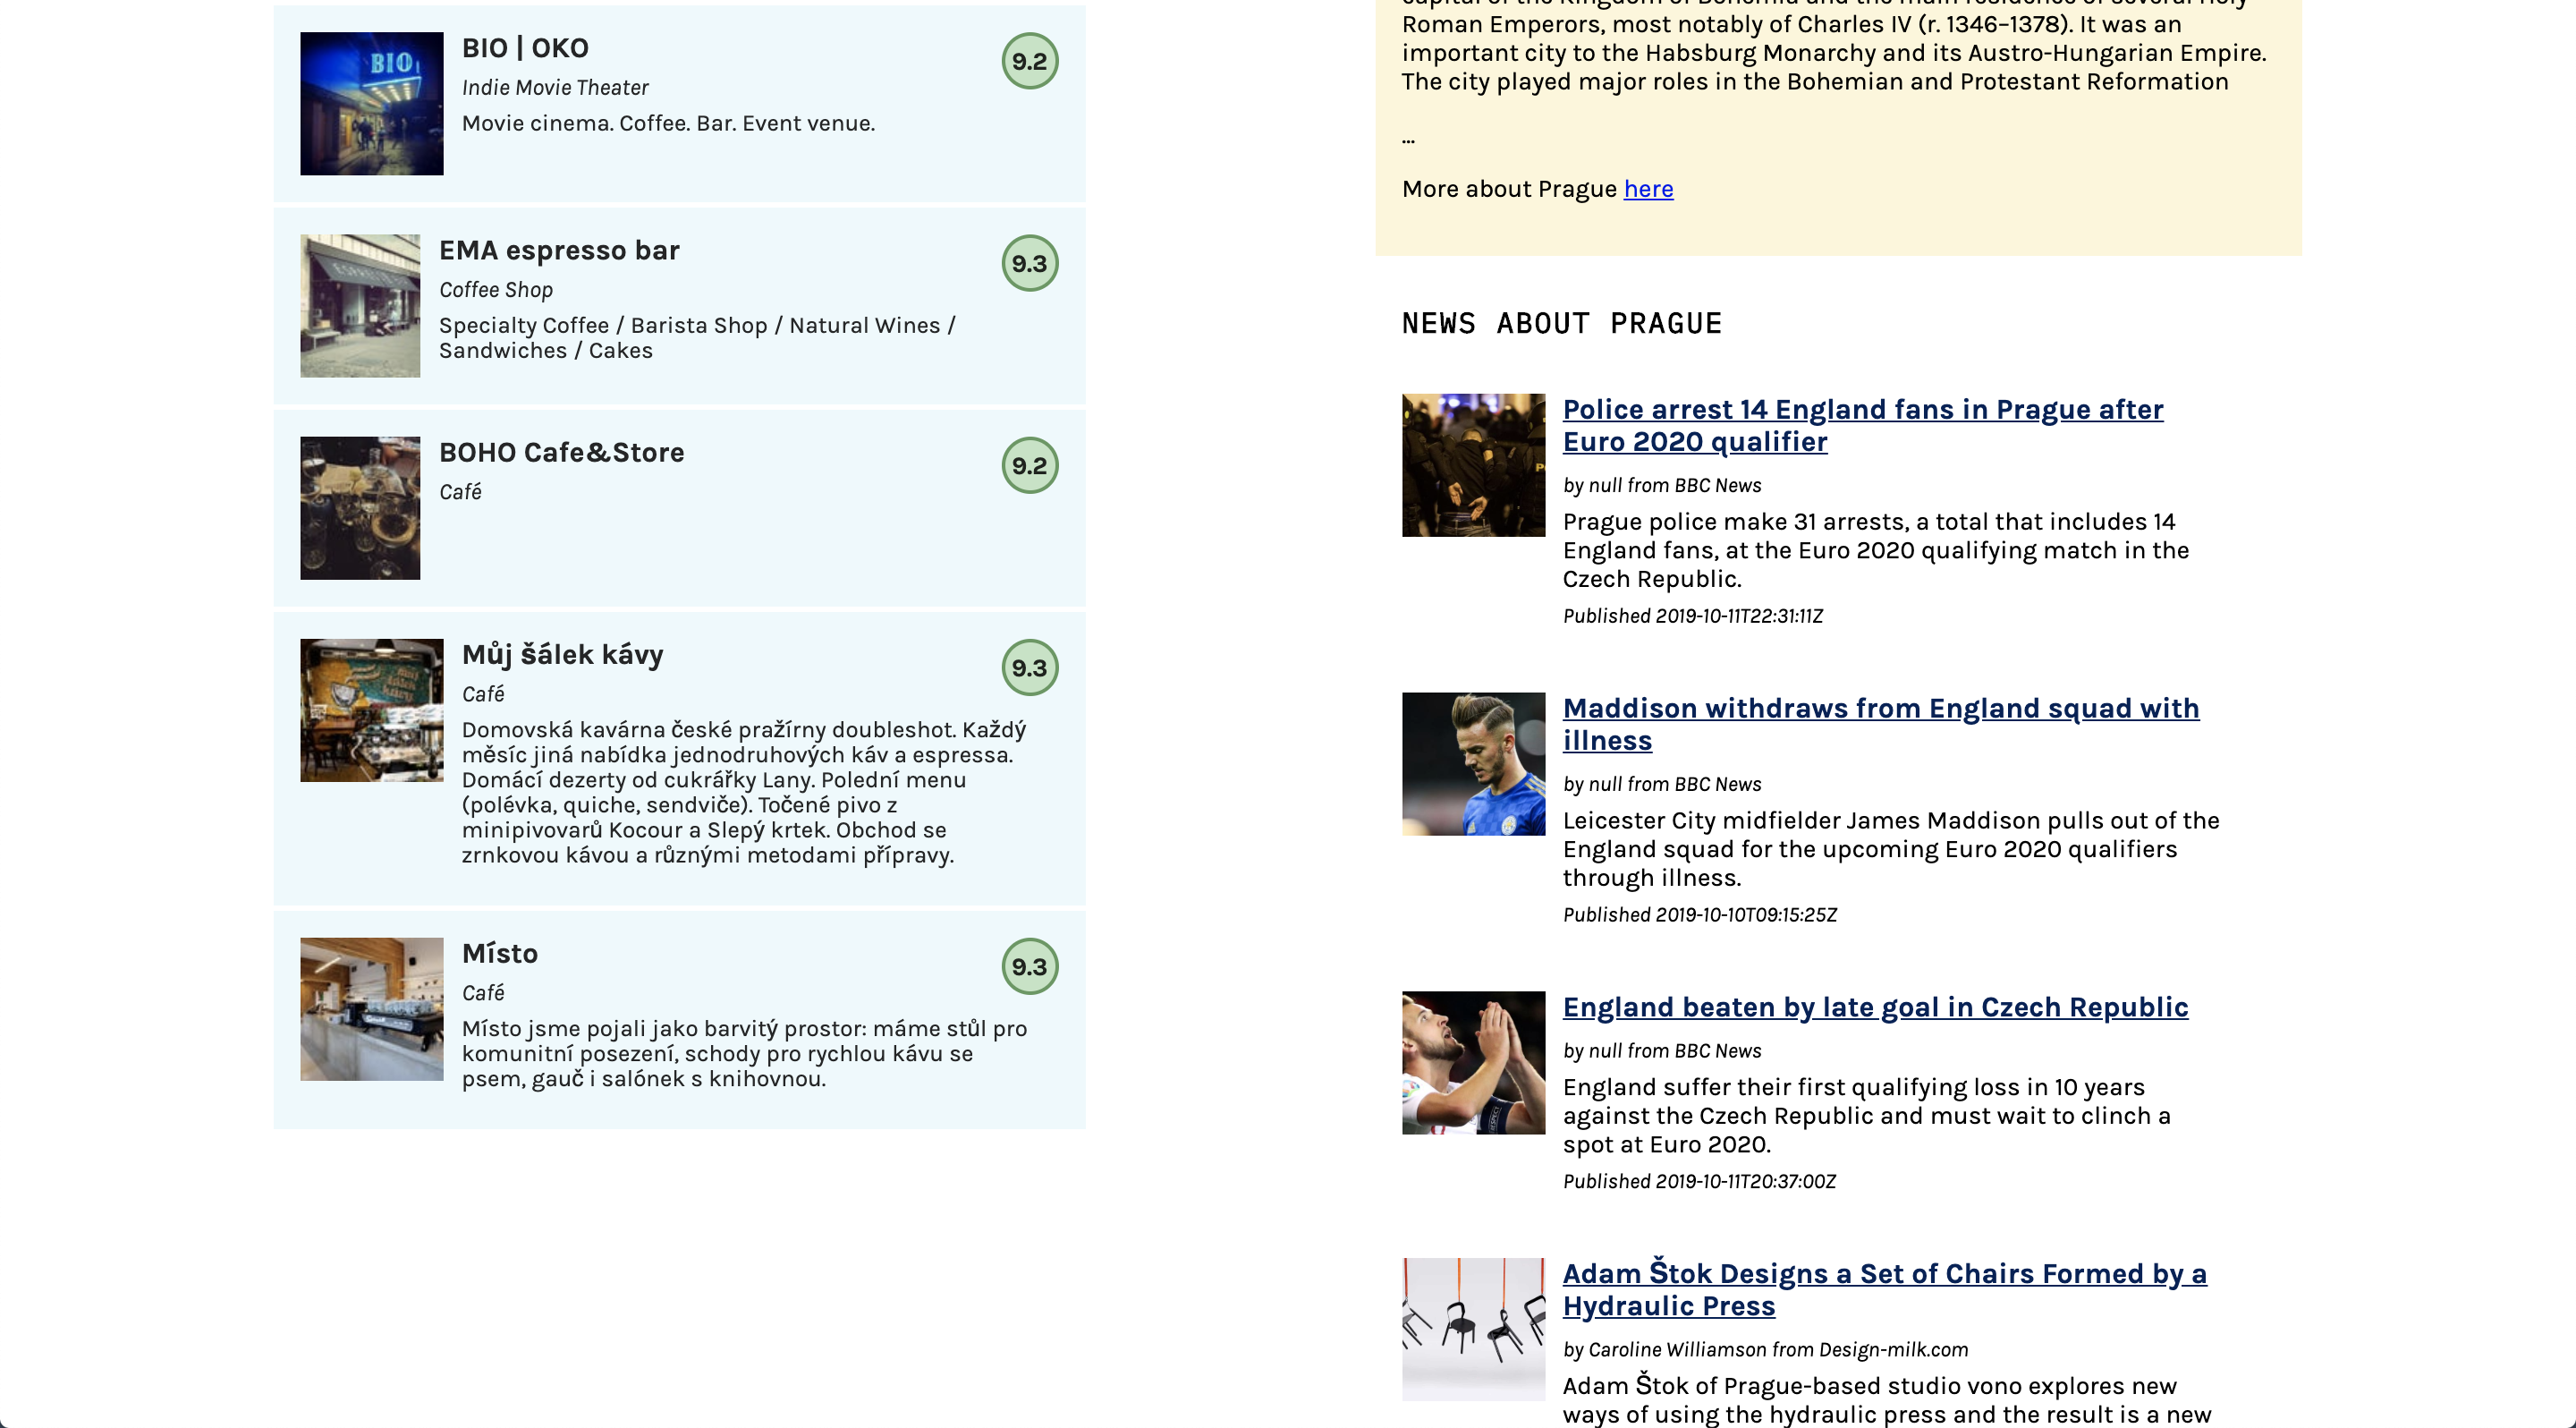 BIO | OKO
Indie Movie Theater
Movie cinema. Coffee. Bar. Event venue.
9.2
BIO
EMA espresso bar
Coffee Shop
Specialty Coffee / Barista Shop / Natural Wines /
Sandwiches / Cakes
9.3
BOHO Cafe&Store
Café
9.2
Můj šálek kávy
Café
Domovská kavárna české pražírny doubleshot. Každý
měsíc jiná nabídka jednodruhových káv a espressa.
Domácí dezerty od cukrářky Lany. Polední menu
(polévka, quiche, sendviče). Točené pivo z
minipivovarů Kocour a Slepý krtek. Obchod se
zrnkovou kávou a různými metodami přípravy.
9.3
Místo
Café
Místo jsme pojali jako barvitý prostor: máme stůl pro
komunitní posezení, schody pro rychlou kávu se
psem, gauč i salónek s knihovnou.
9.3
capital of the Kingdom of Bohemia and the main residence of several Holy
Roman Emperors, most notably of Charles IV (r. 1346–1378). It was an
important city to the Habsburg Monarchy and its Austro-Hungarian Empire.
The city played major roles in the Bohemian and Protestant Reformation
...
More about Prague here
NEWS ABOUT PRAGUE
Police arrest 14 England fans in Prague after
Euro 2020 qualifier
by null from BBC News
Prague police make 31 arrests, a total that includes 14
England fans, at the Euro 2020 qualifying match in the
Czech Republic.
Published 2019-10-11T22:31:11Z
Maddison withdraws from England squad with
illness
by null from BBC News
Leicester City midfielder James Maddison pulls out of the
England squad for the upcoming Euro 2020 qualifiers
through illness.
Published 2019-10-10T09:15:25Z
England beaten by late goal in Czech Republic
by null from BBC News
England suffer their first qualifying loss in 10 years
against the Czech Republic and must wait to clinch a
spot at Euro 2020.
Published 2019-10-11T20:37:00Z
Adam Štok Designs a Set of Chairs Formed by a
Hydraulic Press
by Caroline Williamson from Design-milk.com
Adam Štok of Prague-based studio vono explores new
ways of using the hydraulic press and the result is a new